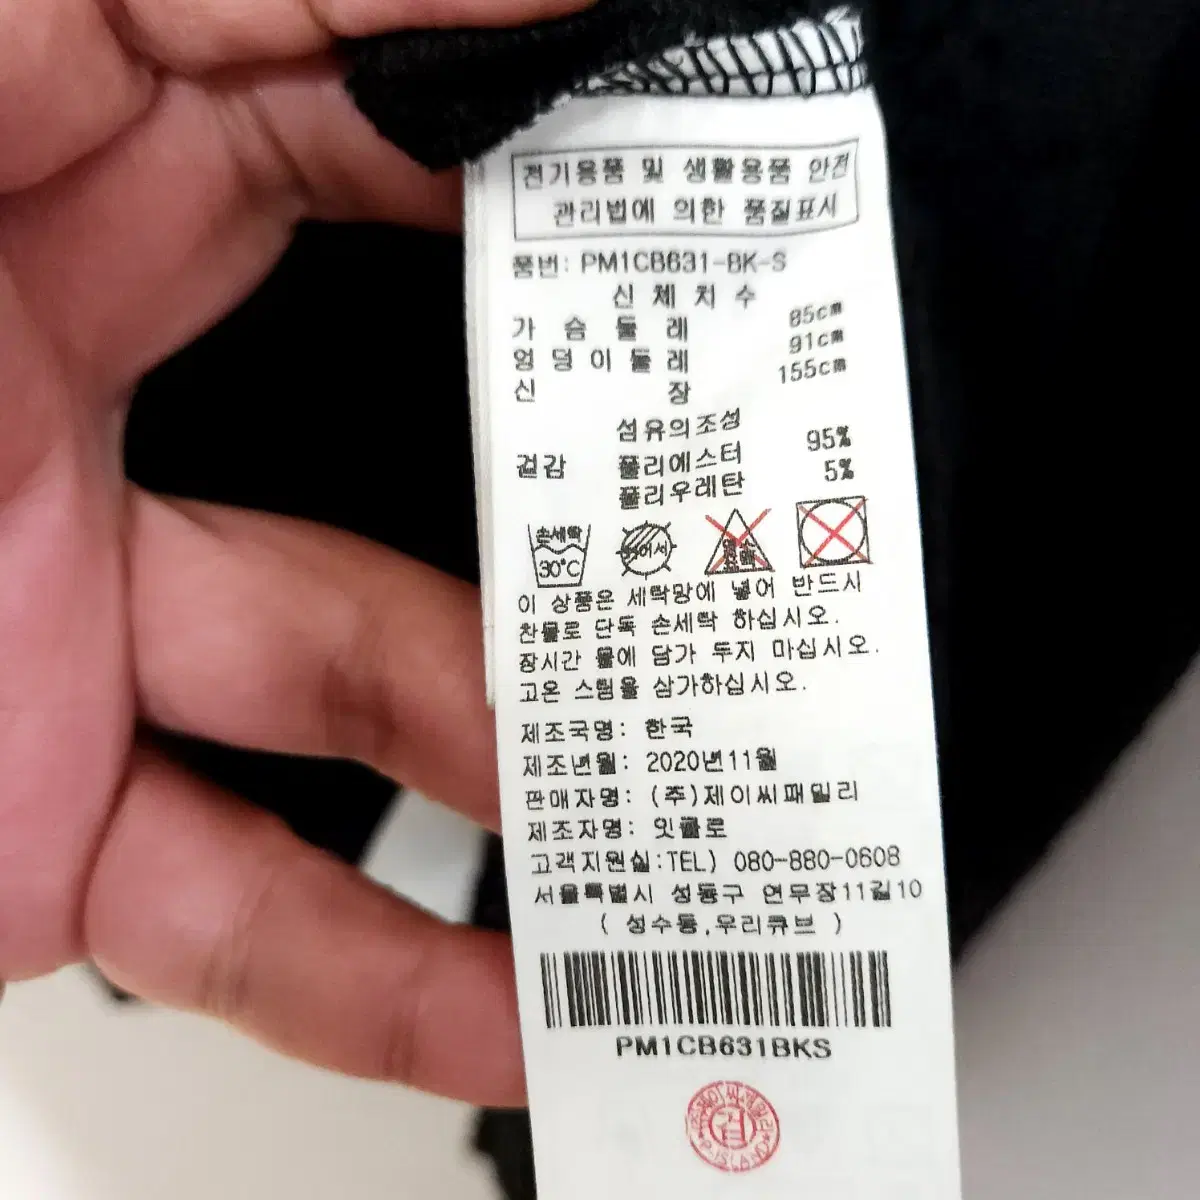 전기용품 및 생활용품 안전
관리법에 의한 품질표시
품번: PM1CB631-BK-S
신 체 치 수
가 슴 둘 레 85cm
엉 덩 이 둘 레 91cm
신 장 155cm
섬유의조성
겉감 폴리에스터 95%
폴리우레탄 5%
손세탁
30℃
이 상품은 세탁망에 넣어 반드시
찬물로 단독 손세탁 하십시오.
장시간 물에 담가 두지 마십시오.
고온 스팀을 삼가하십시오.
제조국명: 한국
제조년월: 2020년11월
판매자명: (주)제이씨패밀리
제조자명: 잇클로
고객지원실:TEL) 080-880-0608
서울특별시 성동구 연무장11길10
( 성수동,우리큐브 )
PM1CB631BKS
검
P.ISLAND